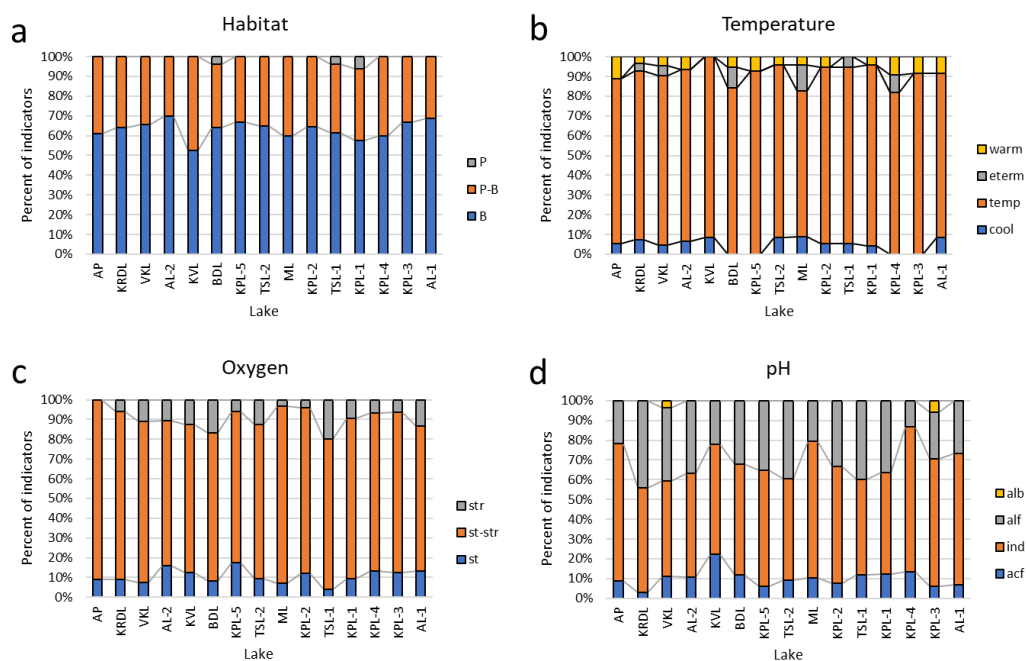 a
Habitat
Percent of indicators
100%
90%
80%
70%
60%
50%
40%
30%
20%
10%
0%
AP
KRDL
VKL
AL-2
KVL
BDL
KPL-5
TSL-2
ML
KPL-2
TSL-1
KPL-1
KPL-4
KPL-3
AL-1
Lake
P
P-B
B
b
Temperature
Percent of indicators
100%
90%
80%
70%
60%
50%
40%
30%
20%
10%
0%
AP
KRDL
VKL
AL-2
KVL
BDL
KPL-5
TSL-2
ML
KPL-2
TSL-1
KPL-1
KPL-4
KPL-3
AL-1
Lake
warm
eterm
temp
cool
c
Oxygen
Percent of indicators
100%
90%
80%
70%
60%
50%
40%
30%
20%
10%
0%
AP
KRDL
VKL
AL-2
KVL
BDL
KPL-5
TSL-2
ML
KPL-2
TSL-1
KPL-1
KPL-4
KPL-3
AL-1
Lake
str
st-str
st
d
pH
Percent of indicators
100%
90%
80%
70%
60%
50%
40%
30%
20%
10%
0%
AP
KRDL
VKL
AL-2
KVL
BDL
KPL-5
TSL-2
ML
KPL-2
TSL-1
KPL-1
KPL-4
KPL-3
AL-1
Lake
alb
alf
ind
acf